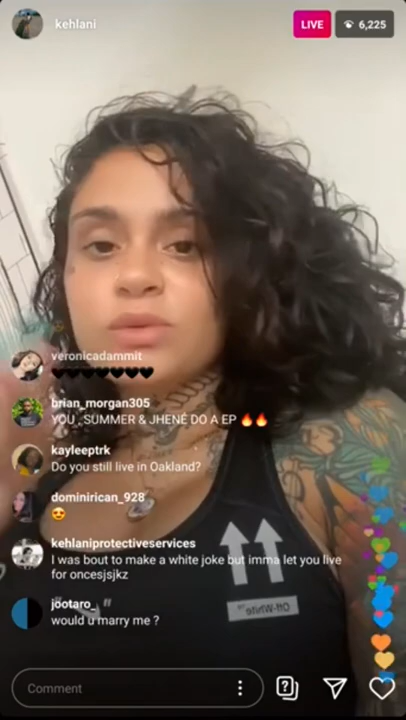 kehlani
LIVE
6,225
veronicadammit
🖤🖤🖤🖤🖤🖤🖤
brian_morgan305
YOU , SUMMER & JHENÉ DO A EP 🔥🔥
kayleeptrk
Do you still live in Oakland?
dominirican_928
😍
kehlaniprotectiveservices
I was bout to make a white joke but imma let you live
for oncesjsjkz
jootaro_
would u marry me ?
Off-White
Comment